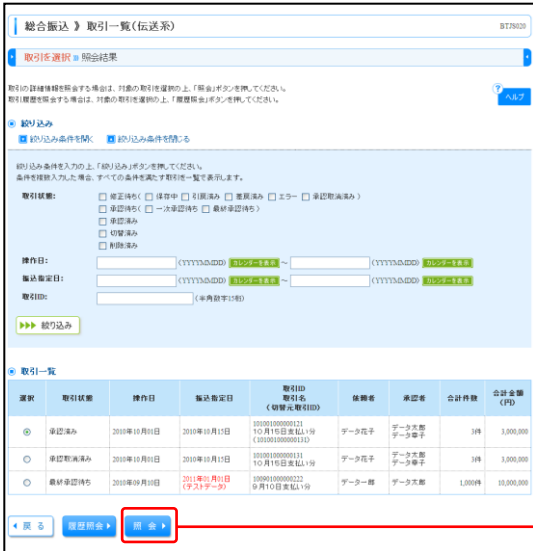 総合振込 》取引一覧(伝送系)
BTJS020
取引を選択 照会結果
取引の詳細情報を照会する場合は、対象の取引を選択の上、「照会」ボタンを押してください。
取引履歴を照会する場合は、対象の取引を選択の上、「履歴照会」ボタンを押してください。
ヘルプ
絞り込み
絞り込み条件を開く 絞り込み条件を閉じる
絞り込み条件を入力の上、「絞り込み」ボタンを押してください。
条件を複数入力した場合、すべての条件を満たす取引を一覧で表示します。
取引状態: 修正待ち( 保存中 引戻済み 差戻済み エラー 承認取消済み )
承認待ち( 一次承認待ち 最終承認待ち )
承認済み
切替済み
削除済み
操作日: (YYYYMMDD) カレンダーを表示 ~ (YYYYMMDD) カレンダーを表示
振込指定日: (YYYYMMDD) カレンダーを表示 ~ (YYYYMMDD) カレンダーを表示
取引ID: (半角数字15桁)
絞り込み
取引一覧
選択 取引状態 操作日 振込指定日 取引ID 取引名 (切替元取引ID) 依頼者 承認者 合計件数 合計金額(円)
承認済み 2010年10月01日 2010年10月15日 101001000000121 10月15日支払い分 (101001000000131) データ花子 データ太郎 データ幸子 3件 3,000,000
承認取消済み 2010年10月01日 2010年10月15日 101001000000131 10月15日支払い分 データ花子 データ太郎 データ幸子 3件 3,000,000
最終承認待ち 2010年09月10日 2011年01月01日 (テストデータ) 100901000000222 9月10日支払い分 データ一郎 データ太郎 1,000件 10,000,000
戻 る 履歴照会 照 会